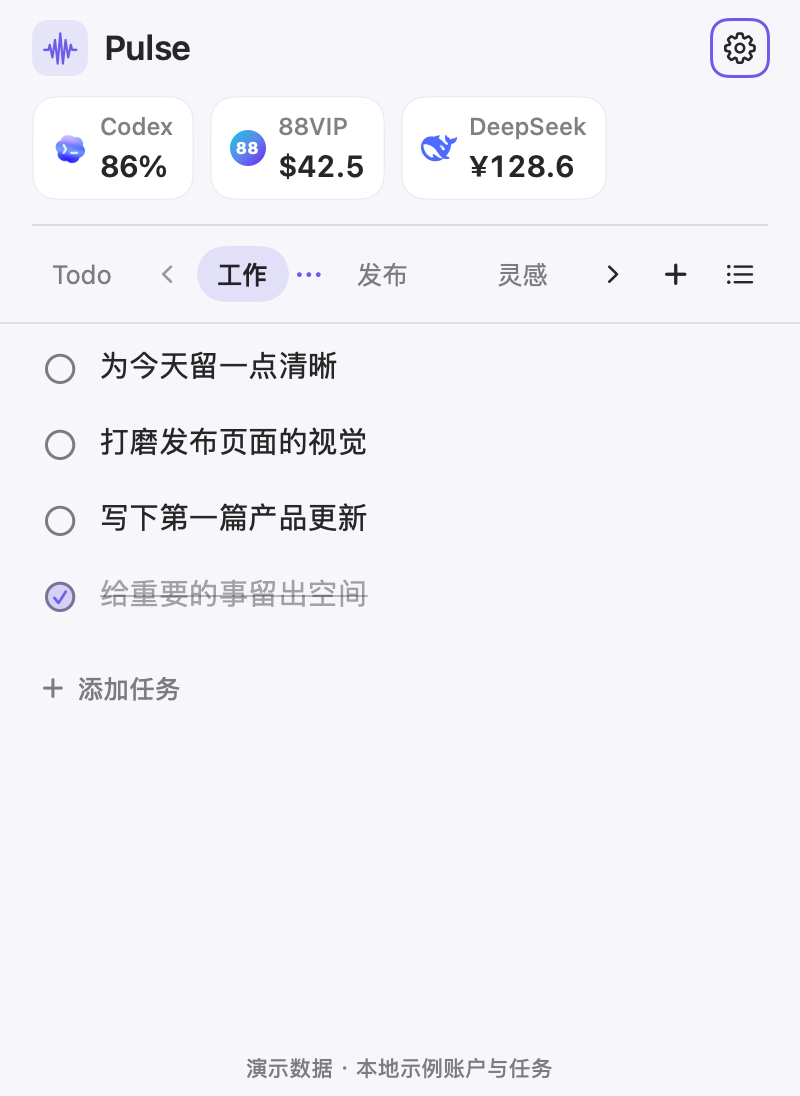 Pulse
Codex
86%
88
88VIP
$42.5
DeepSeek
¥128.6
Todo
工作
发布
灵感
为今天留一点清晰
打磨发布页面的视觉
写下第一篇产品更新
给重要的事留出空间
添加任务
演示数据 · 本地示例账户与任务